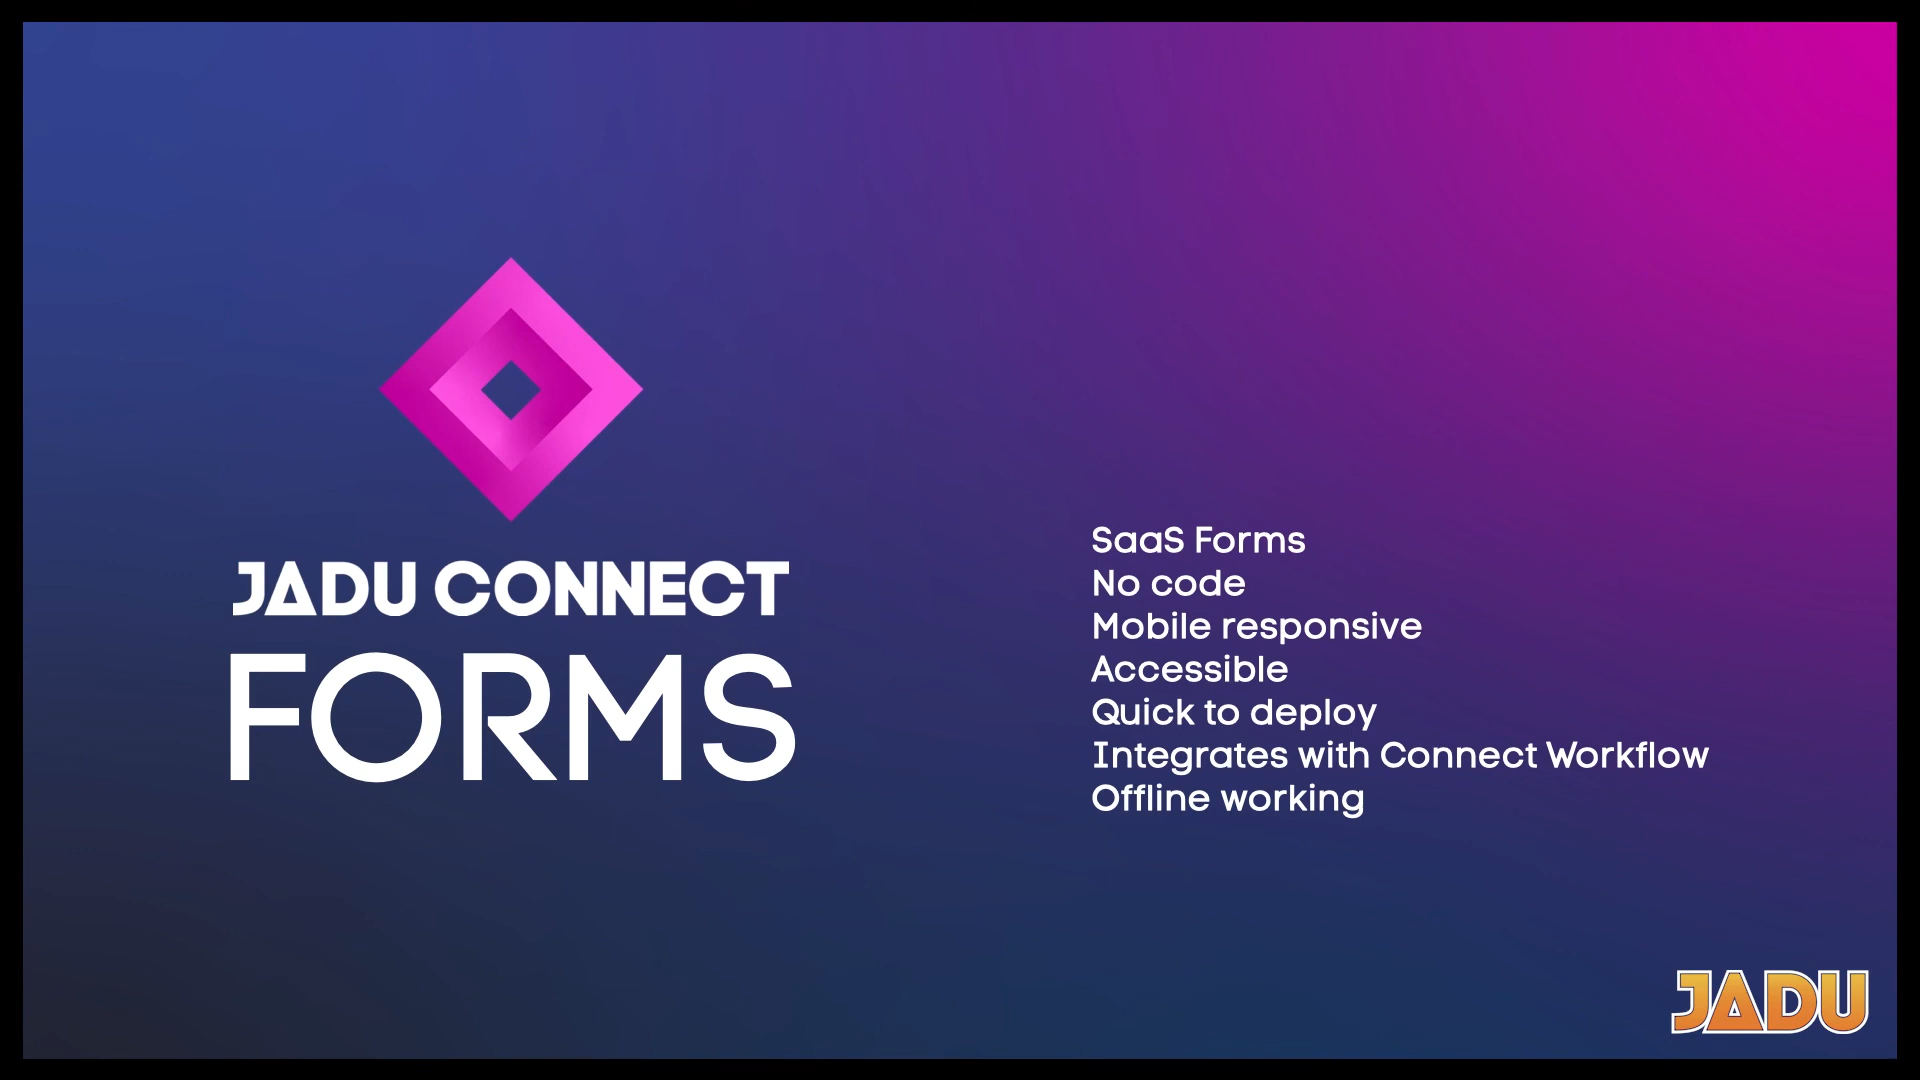 JADU CONNECT
FORMS
SaaS Forms
No code
Mobile responsive
Accessible
Quick to deploy
Integrates with Connect Workflow
Offline working
JADU